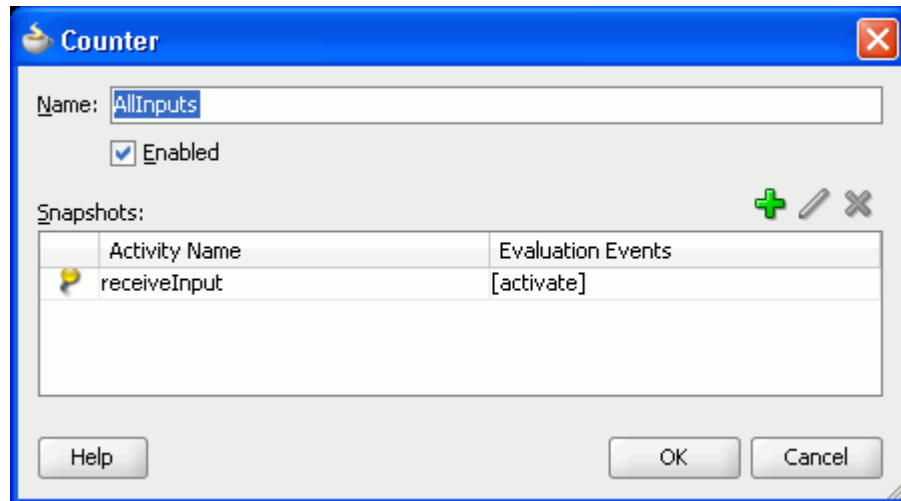 Counter
Name: AllInputs
Enabled
Snapshots:
Activity Name Evaluation Events
receiveInput [activate]
Help OK Cancel